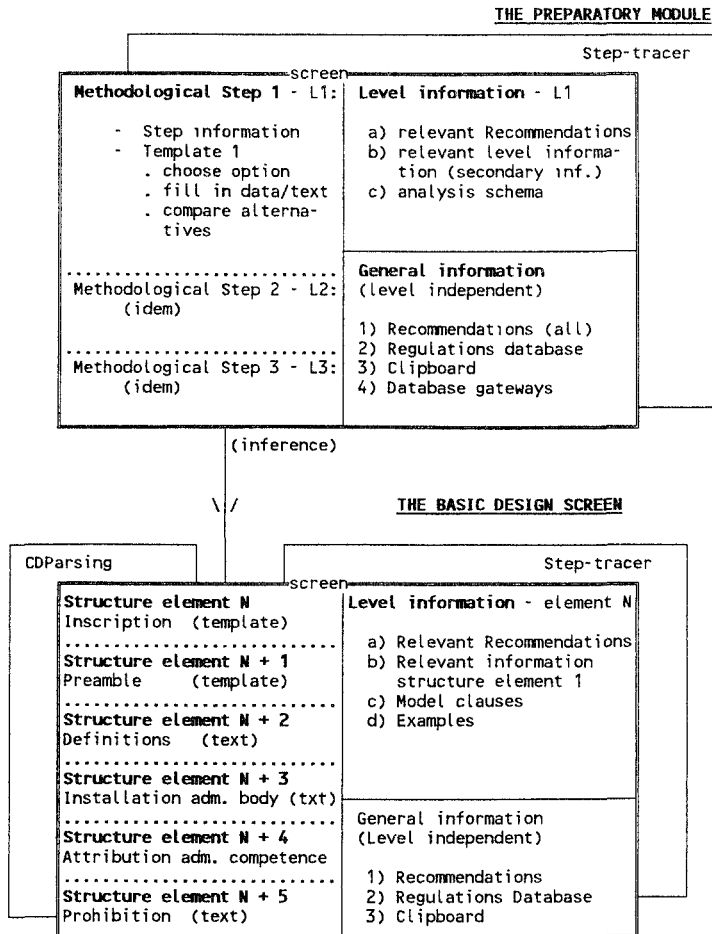 THE PREPARATORY MODULE
Step-tracer
screen
Methodological Step 1 - L1:
- Step information
- Template 1
. choose option
. fill in data/text
. compare alterna-
tives
Methodological Step 2 - L2:
(idem)
Methodological Step 3 - L3:
(idem)
Level information - L1
a) relevant Recommendations
b) relevant level informa-
tion (secondary inf.)
c) analysis schema
General information
(level independent)
1) Recommendations (all)
2) Regulations database
3) Clipboard
4) Database gateways
(inference)
THE BASIC DESIGN SCREEN
CDParsing
Step-tracer
screen
Structure element N
Inscription (template)
Structure element N + 1
Preamble (template)
Structure element N + 2
Definitions (text)
Structure element N + 3
Installation adm. body (txt)
Structure element N + 4
Attribution adm. competence
Structure element N + 5
Prohibition (text)
Level information - element N
a) Relevant Recommendations
b) Relevant information
structure element 1
c) Model clauses
d) Examples
General information
(Level independent)
1) Recommendations
2) Regulations Database
3) Clipboard